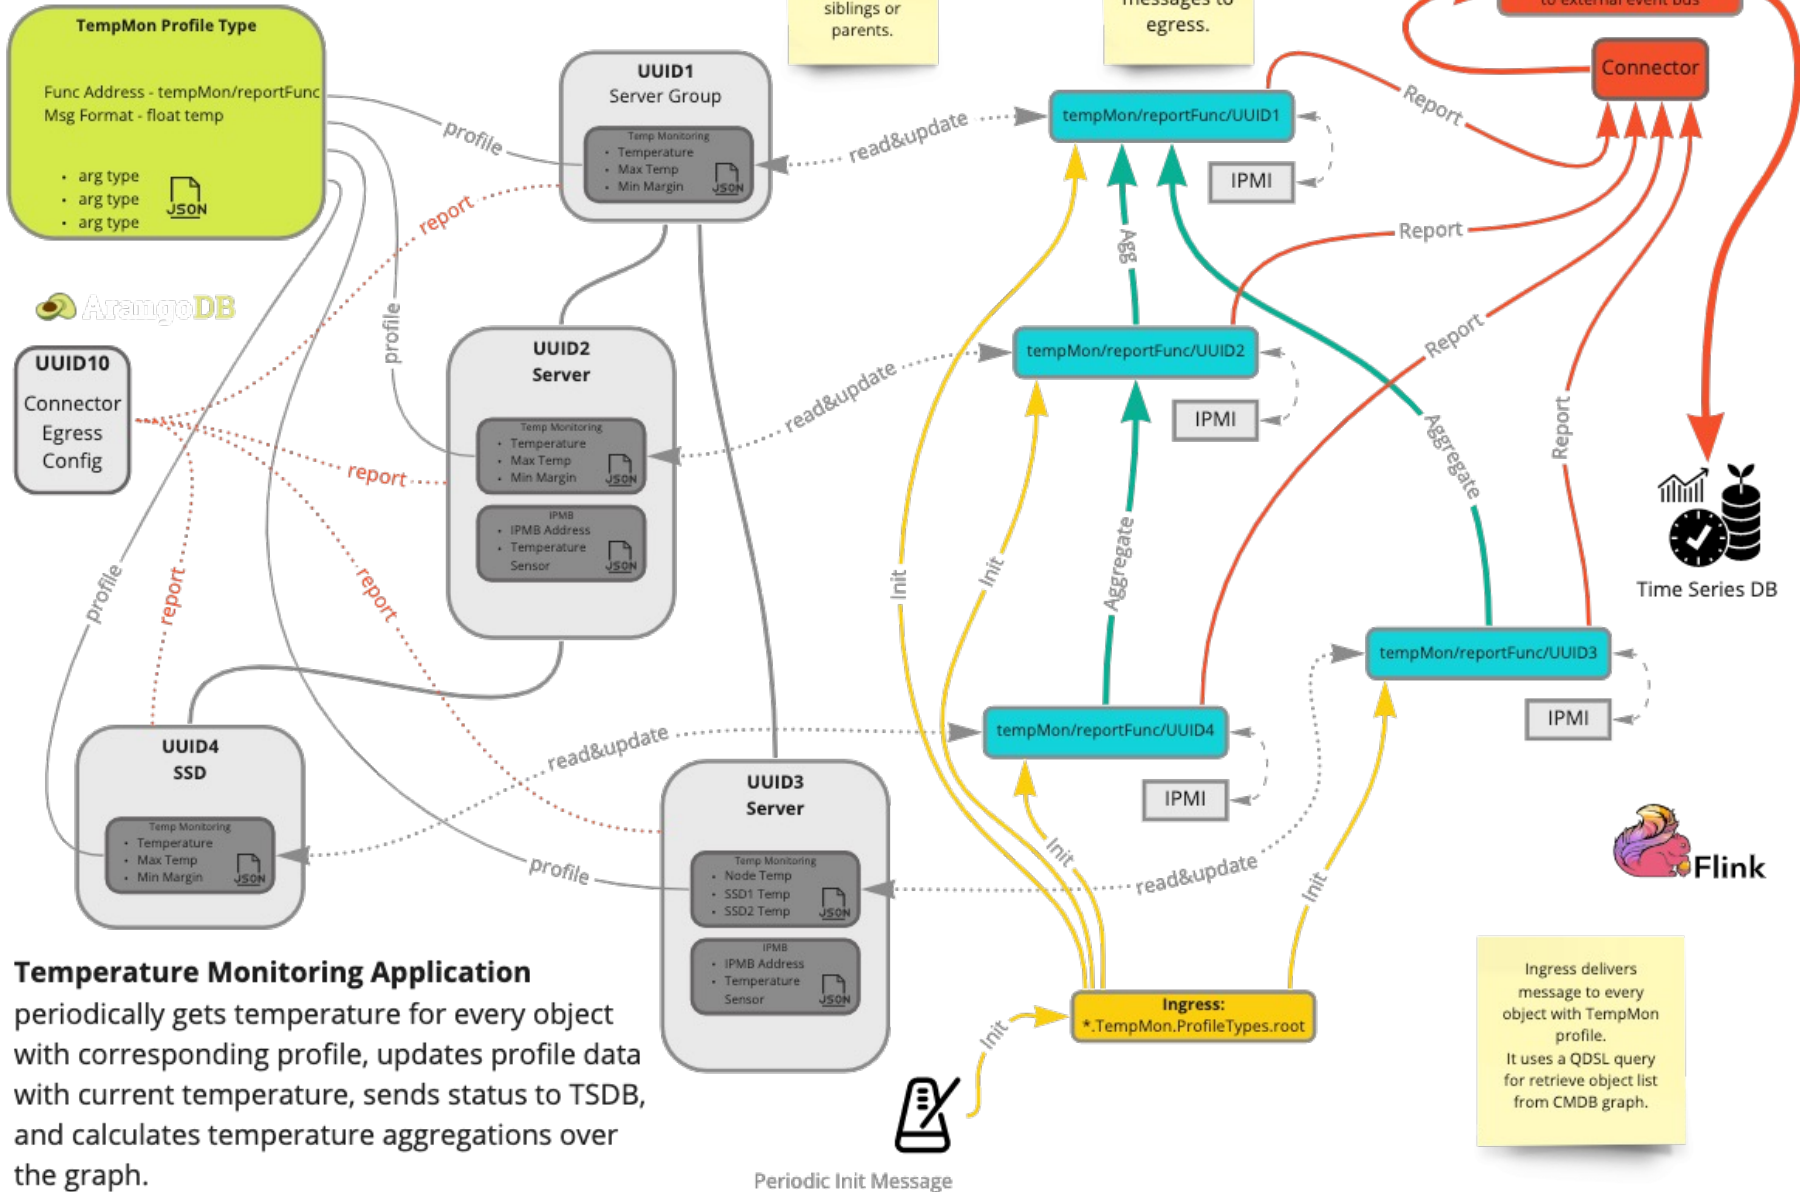 TempMon Profile Type
Func Address - tempMon/reportFunc
Msg Format - float temp
arg type
arg type
arg type
JSON
ArangoDB
UUID10
Connector
Egress
Config
UUID1
Server Group
Temp Monitoring
Temperature
Max Temp
Min Margin
JSON
UUID2
Server
Temp Monitoring
Temperature
Max Temp
Min Margin
JSON
IPMB
IPMB Address
Temperature
Sensor
JSON
UUID4
SSD
Temp Monitoring
Temperature
Max Temp
Min Margin
JSON
UUID3
Server
Temp Monitoring
Node Temp
SSD1 Temp
SSD2 Temp
JSON
IPMB
IPMB Address
Temperature
Sensor
JSON
profile
profile
profile
profile
report
report
report
report
read&update
read&update
read&update
read&update
siblings or
parents.
messages to
egress.
to external event bus
Connector
tempMon/reportFunc/UUID1
IPMI
tempMon/reportFunc/UUID2
IPMI
tempMon/reportFunc/UUID4
IPMI
tempMon/reportFunc/UUID3
IPMI
Report
Report
Report
Report
Agg
Aggregate
Aggregate
Init
Init
Init
Init
Init
Time Series DB
Flink
Ingress:
*.TempMon.ProfileTypes.root
Periodic Init Message
Ingress delivers
message to every
object with TempMon
profile.
It uses a QDSL query
for retrieve object list
from CMDB graph.
Temperature Monitoring Application
periodically gets temperature for every object
with corresponding profile, updates profile data
with current temperature, sends status to TSDB,
and calculates temperature aggregations over
the graph.